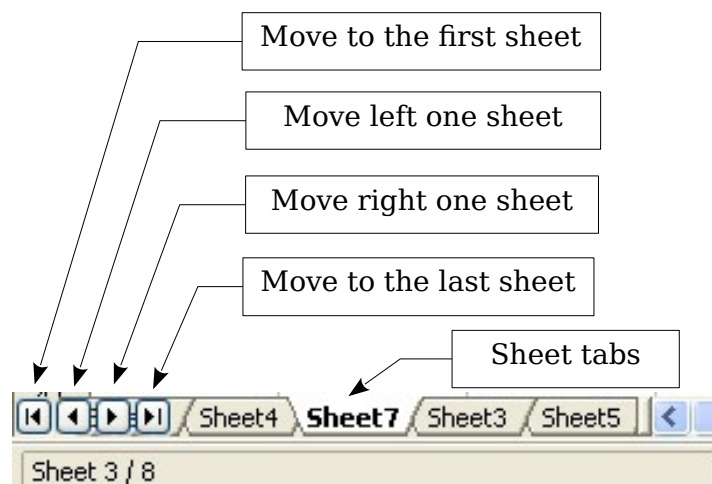 Move to the first sheet
Move left one sheet
Move right one sheet
Move to the last sheet
Sheet tabs
Sheet4 Sheet7 Sheet3 Sheet5
Sheet 3 / 8